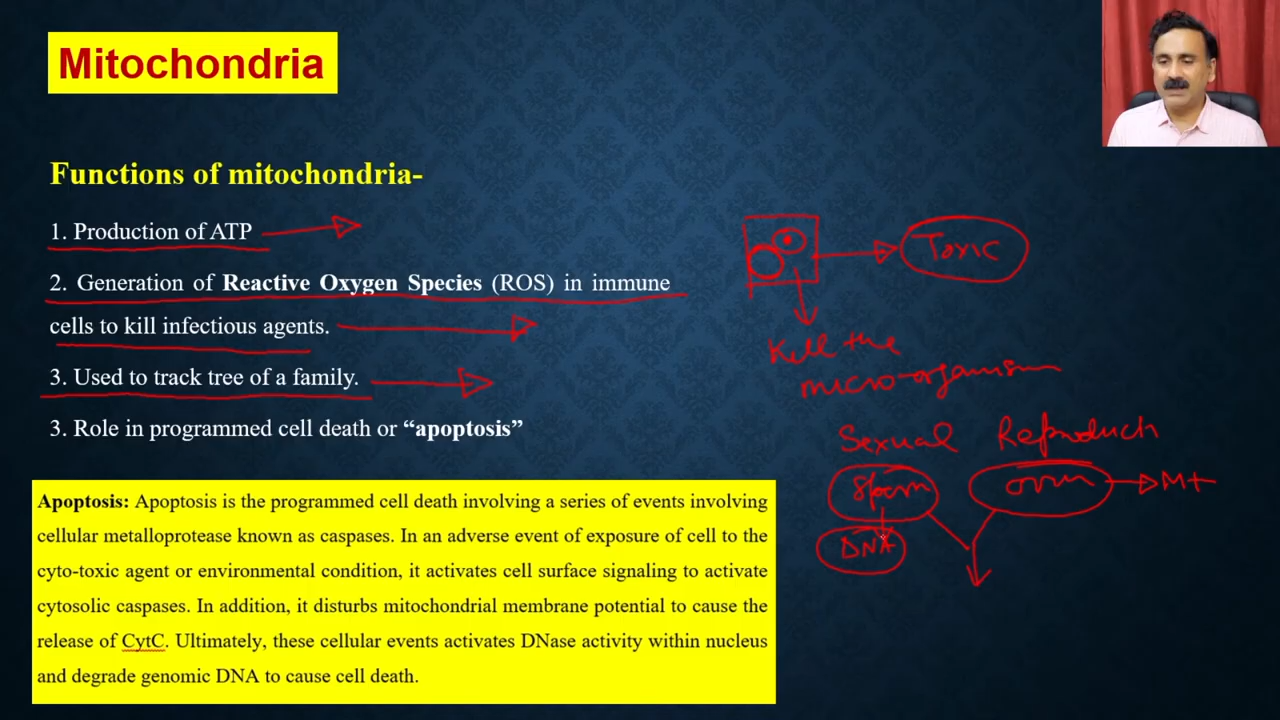 Mitochondria
Functions of mitochondria-
1. Production of ATP
2. Generation of Reactive Oxygen Species (ROS) in immune
cells to kill infectious agents.
3. Used to track tree of a family.
3. Role in programmed cell death or “apoptosis”
Apoptosis: Apoptosis is the programmed cell death involving a series of events involving
cellular metalloprotease known as caspases. In an adverse event of exposure of cell to the
cyto-toxic agent or environmental condition, it activates cell surface signaling to activate
cytosolic caspases. In addition, it disturbs mitochondrial membrane potential to cause the
release of CytC. Ultimately, these cellular events activates DNase activity within nucleus
and degrade genomic DNA to cause cell death.
Toxic
Kill the
micro-organism
Sexual Reproduch
Sperm ovum Mt
DNA